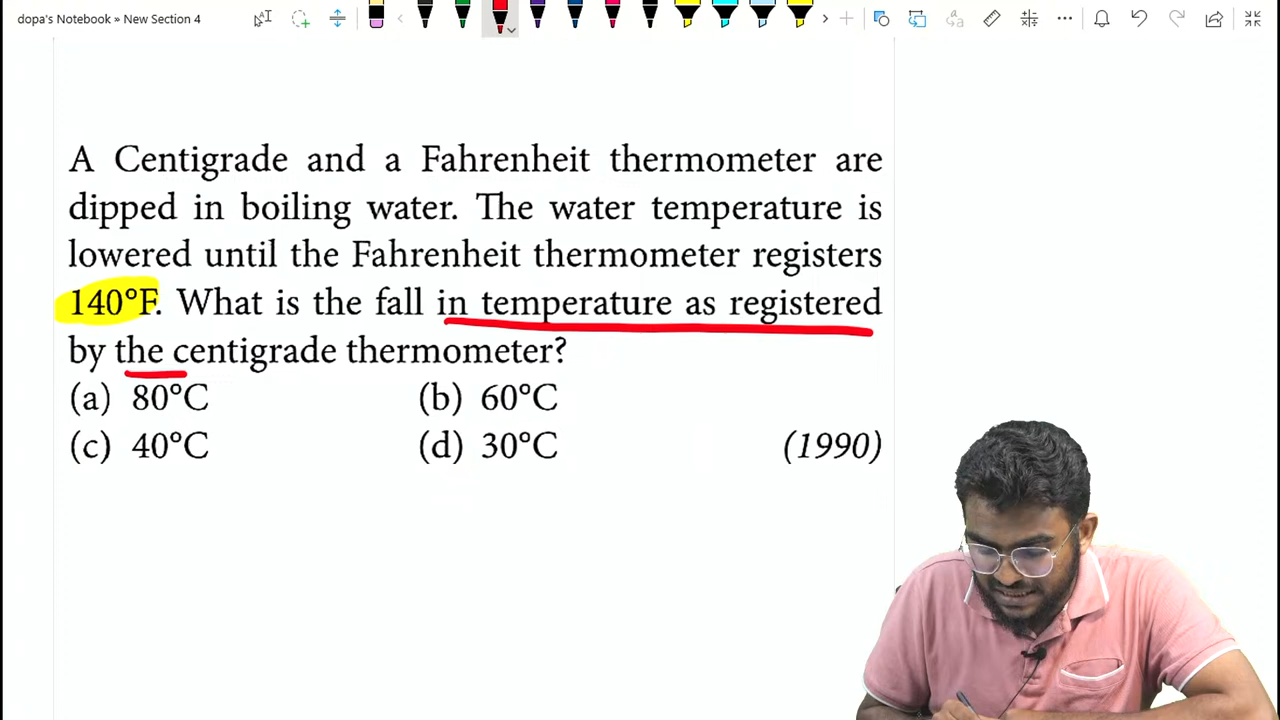 dopa's Notebook » New Section 4
A Centigrade and a Fahrenheit thermometer are
dipped in boiling water. The water temperature is
lowered until the Fahrenheit thermometer registers
140°F. What is the fall in temperature as registered
by the centigrade thermometer?
(a) 80°C (b) 60°C
(c) 40°C (d) 30°C (1990)